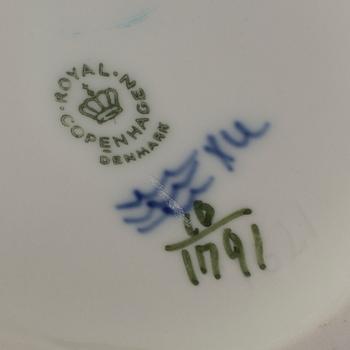 ROYAL.
COPENHAGEN
DENMARK
10
1791